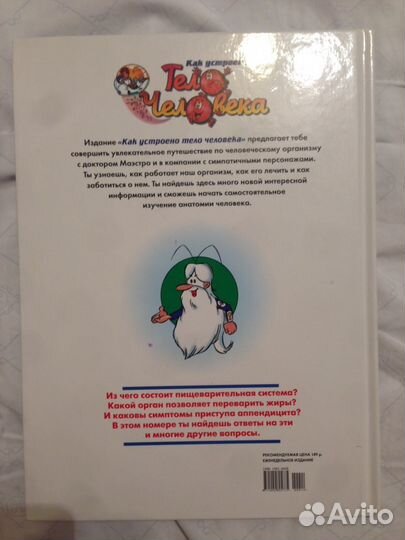 Как устроено
Тело
Человека
Издание «Как устроено тело человека» предлагает тебе
совершить увлекательное путешествие по человеческому организму
с доктором Маэстро и в компании с симпатичными персонажами.
Ты узнаешь, как работает наш организм, как его лечить и как
заботиться о нем. Ты найдешь здесь много новой интересной
информации и сможешь начать самостоятельное
изучение анатомии человека.
Из чего состоит пищеварительная система?
Какой орган позволяет переварить жиры?
И каковы симптомы приступа аппендицита?
В этом номере ты найдешь ответы на эти
и многие другие вопросы.
РЕКОМЕНДУЕМАЯ ЦЕНА 189 р.
ЕЖЕНЕДЕЛЬНОЕ ИЗДАНИЕ
Avito